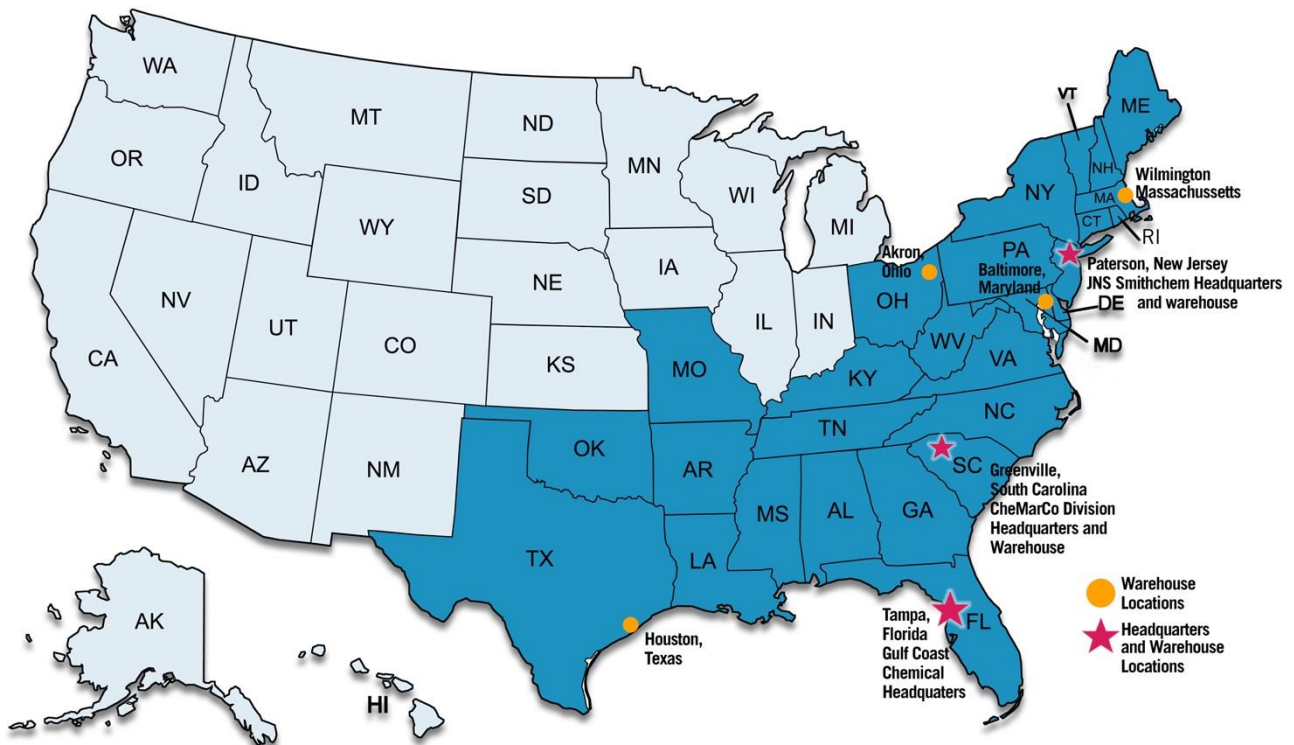 WA
MT
ND
MN
OR
ID
SD
WI
MI
WY
NE
IA
NV
UT
CO
KS
IL
IN
CA
AZ
NM
MO
OK
AR
TX
LA
MS
AL
GA
TN
KY
OH
WV
VA
NC
SC
FL
PA
NY
VT
ME
NH
MA
CT
RI
DE
MD
AK
HI
Wilmington
Massachussetts
Akron,
Ohio
Baltimore,
Maryland
Paterson, New Jersey
JNS Smithchem Headquarters
and warehouse
Greenville,
South Carolina
CheMarCo Division
Headquarters and
Warehouse
Tampa,
Florida
Gulf Coast
Chemical
Headquaters
Houston,
Texas
Warehouse
Locations
Headquarters
and Warehouse
Locations